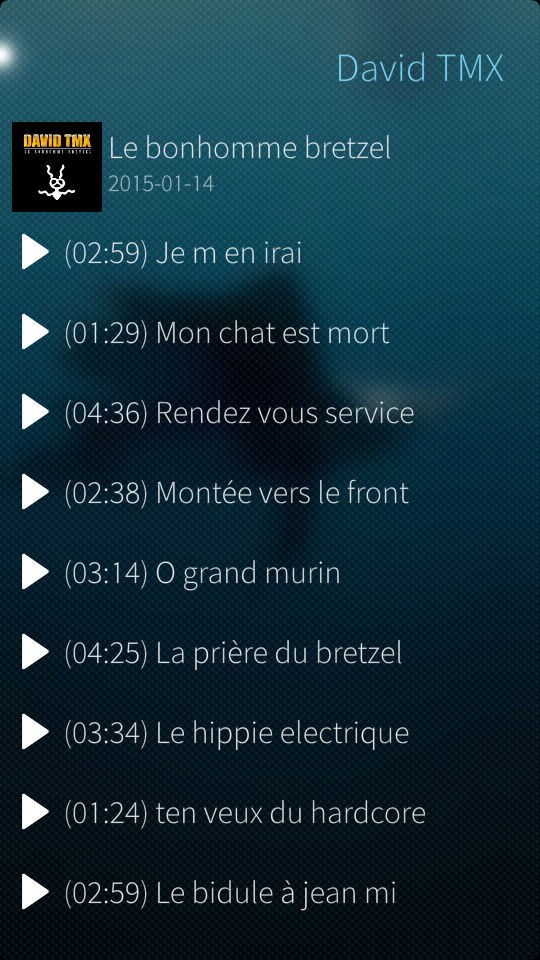 David TMX
DAVID TMX
LE BONHOMME BRETZEL
Le bonhomme bretzel
2015-01-14
(02:59) Je m en irai
(01:29) Mon chat est mort
(04:36) Rendez vous service
(02:38) Montée vers le front
(03:14) O grand murin
(04:25) La prière du bretzel
(03:34) Le hippie electrique
(01:24) ten veux du hardcore
(02:59) Le bidule à jean mi